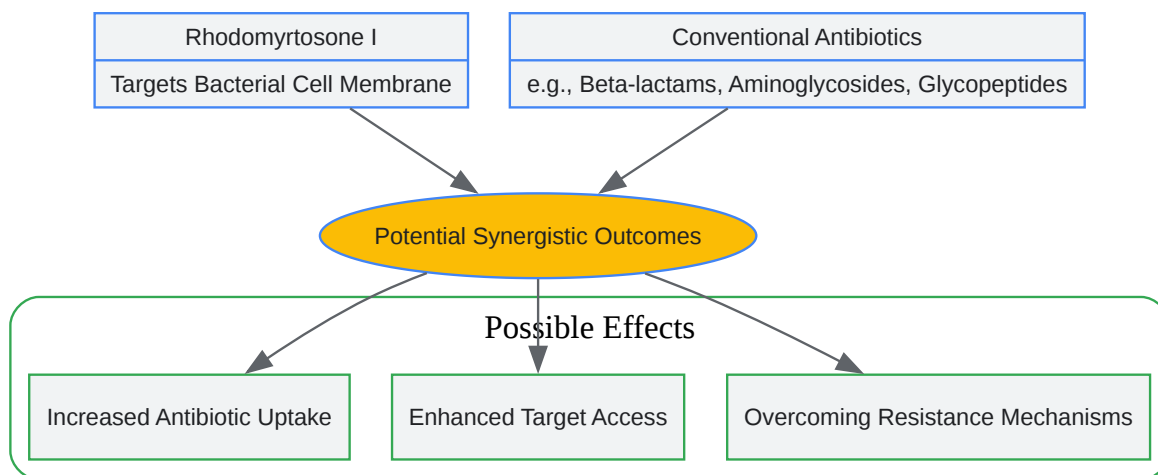 Rhodomyrtosone I
Targets Bacterial Cell Membrane
Conventional Antibiotics
e.g., Beta-lactams, Aminoglycosides, Glycopeptides
Potential Synergistic Outcomes
Possible Effects
Increased Antibiotic Uptake
Enhanced Target Access
Overcoming Resistance Mechanisms